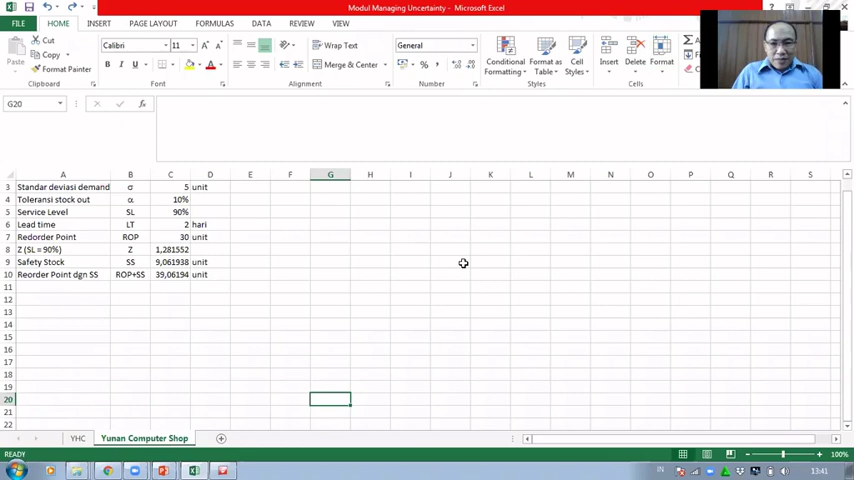 Modul Managing Uncertainty - Microsoft Excel
FILE HOME INSERT PAGE LAYOUT FORMULAS DATA REVIEW VIEW
Cut
Copy
Format Painter
Paste
Calibri 11
B I U
Wrap Text
Merge & Center
General
% ,
Conditional Formatting
Format as Table
Cell Styles
Insert Delete Format
Clipboard Font Alignment Number Styles Cells
G20 fx
A B C D E F G H I J K L M N O P Q R S
3 Standar deviasi demand σ 5 unit
4 Toleransi stock out α 10%
5 Service Level SL 90%
6 Lead time LT 2 hari
7 Redorder Point ROP 30 unit
8 Z (SL = 90%) Z 1,281552
9 Safety Stock SS 9,061938 unit
10 Reorder Point dgn SS ROP+SS 39,06194 unit
11
12
13
14
15
16
17
18
19
20
21
22
YHC Yunan Computer Shop
READY 100%
IN 13:41